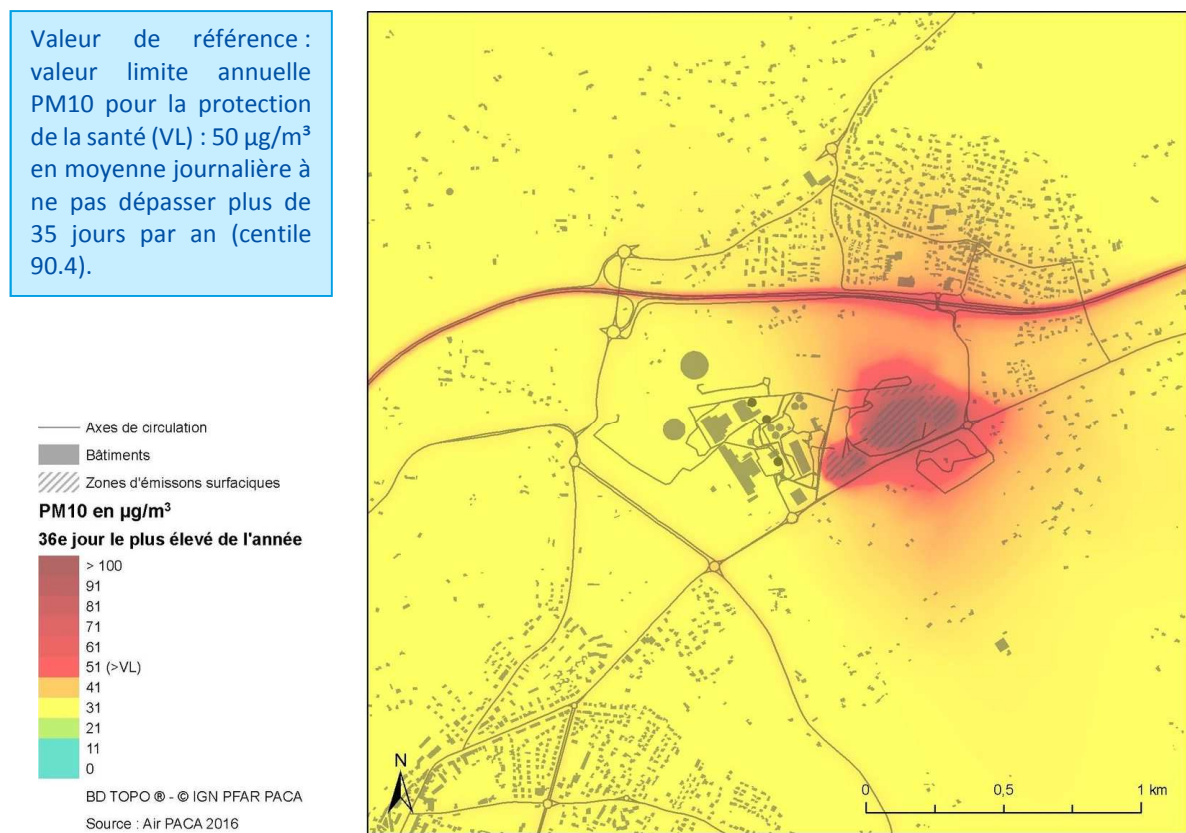 Valeur de référence :
valeur limite annuelle
PM10 pour la protection
de la santé (VL) : 50 µg/m³
en moyenne journalière à
ne pas dépasser plus de
35 jours par an (centile
90.4).
Axes de circulation
Bâtiments
Zones d'émissons surfaciques
PM10 en µg/m³
36e jour le plus élevé de l'année
> 100
91
81
71
61
51 (>VL)
41
31
21
11
0
BD TOPO ® - © IGN PFAR PACA
Source : Air PACA 2016
N
0 0,5 1 km